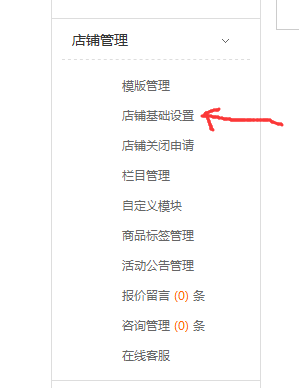 店铺管理
模版管理
店铺基础设置
店铺关闭申请
栏目管理
自定义模块
商品标签管理
活动公告管理
报价留言 (0) 条
咨询管理 (0) 条
在线客服